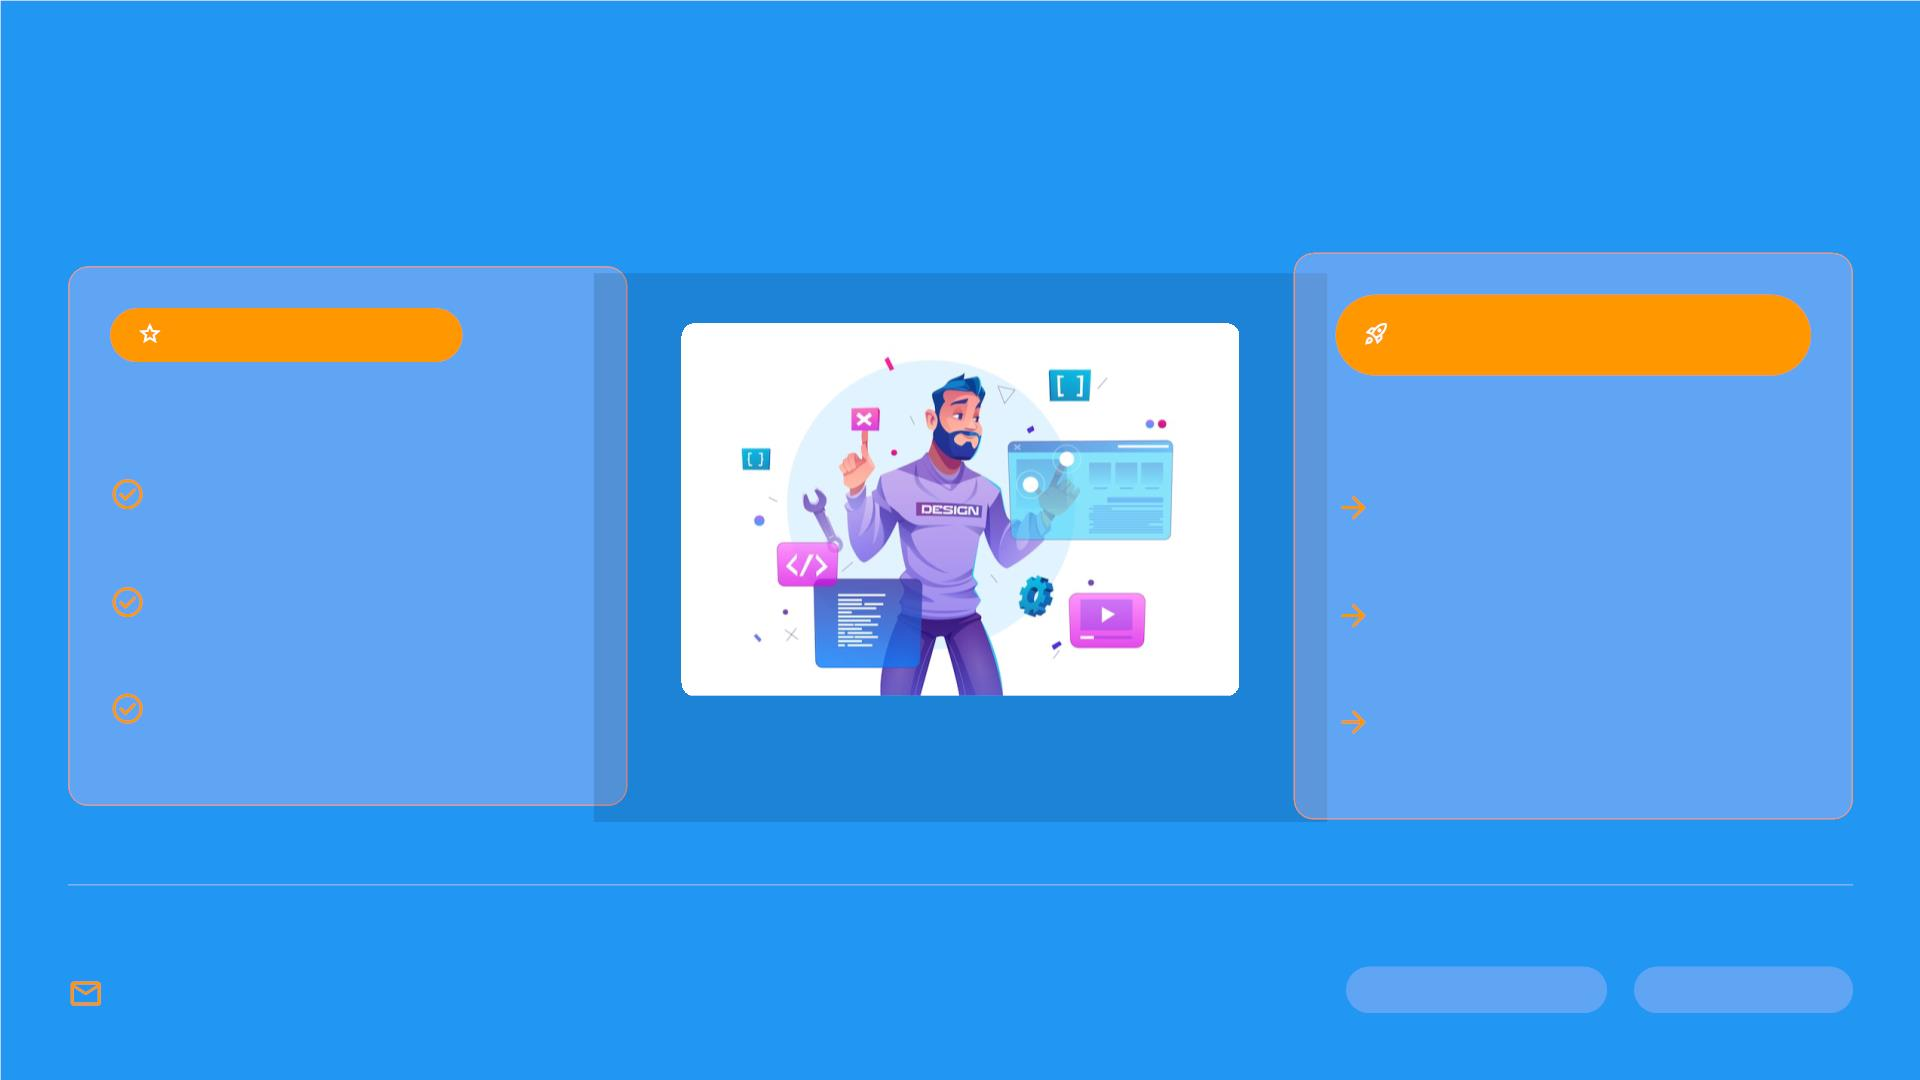 [ ]
[ ]
DESIGN
</>